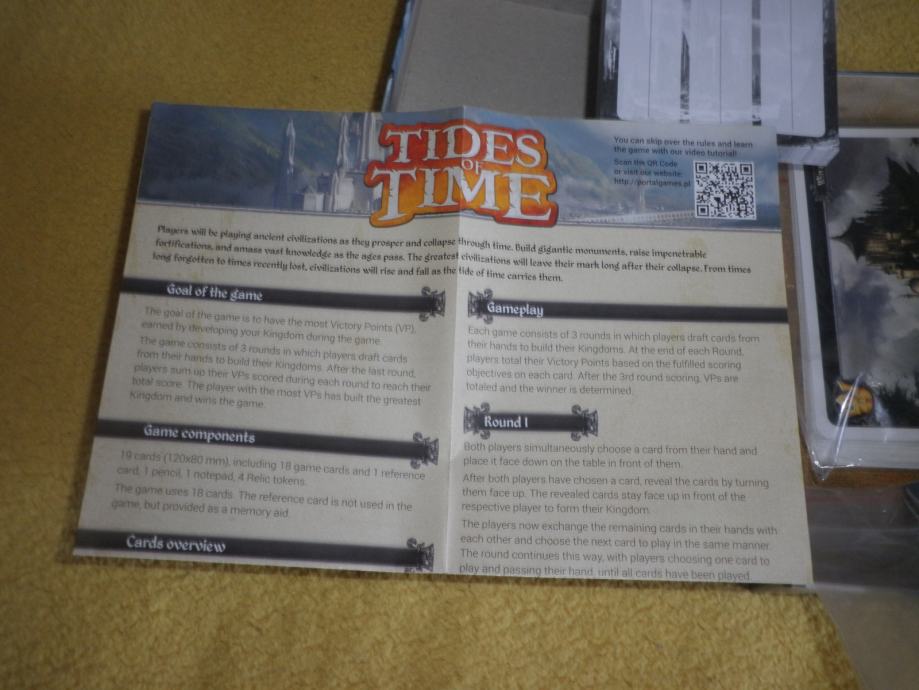 TIDES
OF
TIME
You can skip over the rules and learn
the game with our video tutorial!
Scan the QR Code
or visit our website:
http://portalgames.pl
Players will be playing ancient civilizations as they prosper and collapse through time. Build gigantic monuments, raise impenetrable
fortifications, and amass vast knowledge as the ages pass. The greatest civilizations will leave their mark long after their collapse. From times
long forgotten to times recently lost, civilizations will rise and fall as the tide of time carries them.
Goal of the game
The goal of the game is to have the most Victory Points (VP),
earned by developing your Kingdom during the game.
The game consists of 3 rounds in which players draft cards
from their hands to build their Kingdoms. After the last round,
players sum up their VPs scored during each round to reach their
total score. The player with the most VPs has built the greatest
Kingdom and wins the game.
Game components
19 cards (120x80 mm), including 18 game cards and 1 reference
card, 1 pencil, 1 notepad, 4 Relic tokens.
The game uses 18 cards. The reference card is not used in the
game, but provided as a memory aid.
Cards overview
Gameplay
Each game consists of 3 rounds in which players draft cards from
their hands to build their Kingdoms. At the end of each Round,
players total their Victory Points based on the fulfilled scoring
objectives on each card. After the 3rd round scoring, VPs are
totaled and the winner is determined.
Round 1
Both players simultaneously choose a card from their hand and
place it face down on the table in front of them.
After both players have chosen a card, reveal the cards by turning
them face up. The revealed cards stay face up in front of the
respective player to form their Kingdom.
The players now exchange the remaining cards in their hands with
each other and choose the next card to play in the same manner.
The round continues this way, with players choosing one card to
play and passing their hand, until all cards have been played.